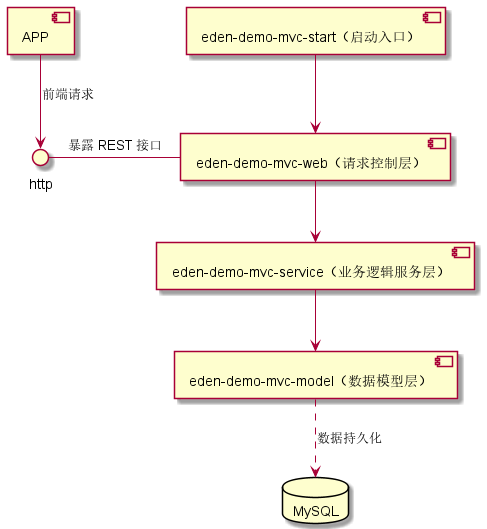 APP
eden-demo-mvc-start（启动入口）
前端请求
暴露 REST 接口
http
eden-demo-mvc-web（请求控制层）
eden-demo-mvc-service（业务逻辑服务层）
eden-demo-mvc-model（数据模型层）
数据持久化
MySQL